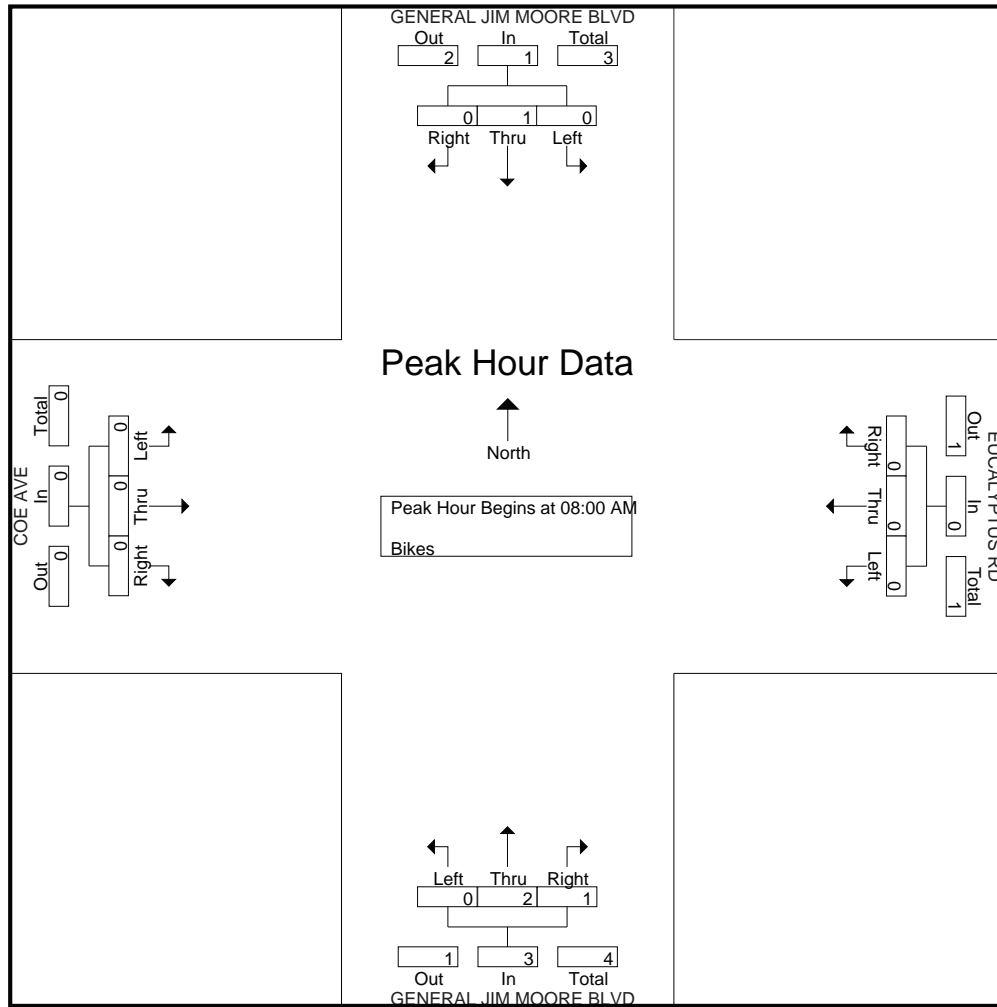 GENERAL JIM MOORE BLVD
Out In Total
2 1 3
0 1 0
Right Thru Left
Peak Hour Data
North
Peak Hour Begins at 08:00 AM
Bikes
COE AVE
Out In Total
0 0 0
0 0 0
Right Thru Left
EUCALYPTUS RD
Out In Total
1 0 1
Right Thru Left
0 0 0
Left Thru Right
0 2 1
1 3 4
Out In Total
GENERAL JIM MOORE BLVD